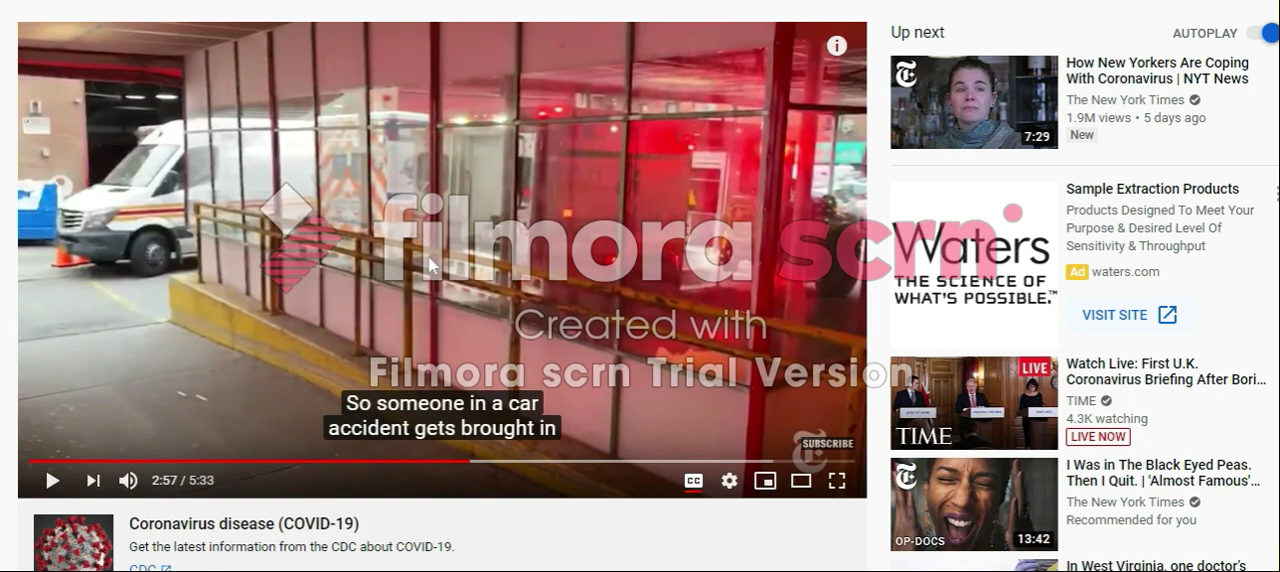 Up next
AUTOPLAY
How New Yorkers Are Coping
With Coronavirus | NYT News
The New York Times
1.9M views • 5 days ago
New
7:29
Sample Extraction Products
Products Designed To Meet Your
Purpose & Desired Level Of
Sensitivity & Throughput
Ad waters.com
VISIT SITE
Waters
THE SCIENCE OF
WHAT'S POSSIBLE.™
filmora scrn
Created with
Filmora scrn Trial Version
So someone in a car
accident gets brought in
SUBSCRIBE
2:57 / 5:33
CC
Watch Live: First U.K.
Coronavirus Briefing After Bori...
TIME
4.3K watching
LIVE NOW
LIVE
TIME
I Was in The Black Eyed Peas.
Then I Quit. | 'Almost Famous'...
The New York Times
Recommended for you
OP-DOCS
13:42
Coronavirus disease (COVID-19)
Get the latest information from the CDC about COVID-19.
CDC
In West Virginia, one doctor's